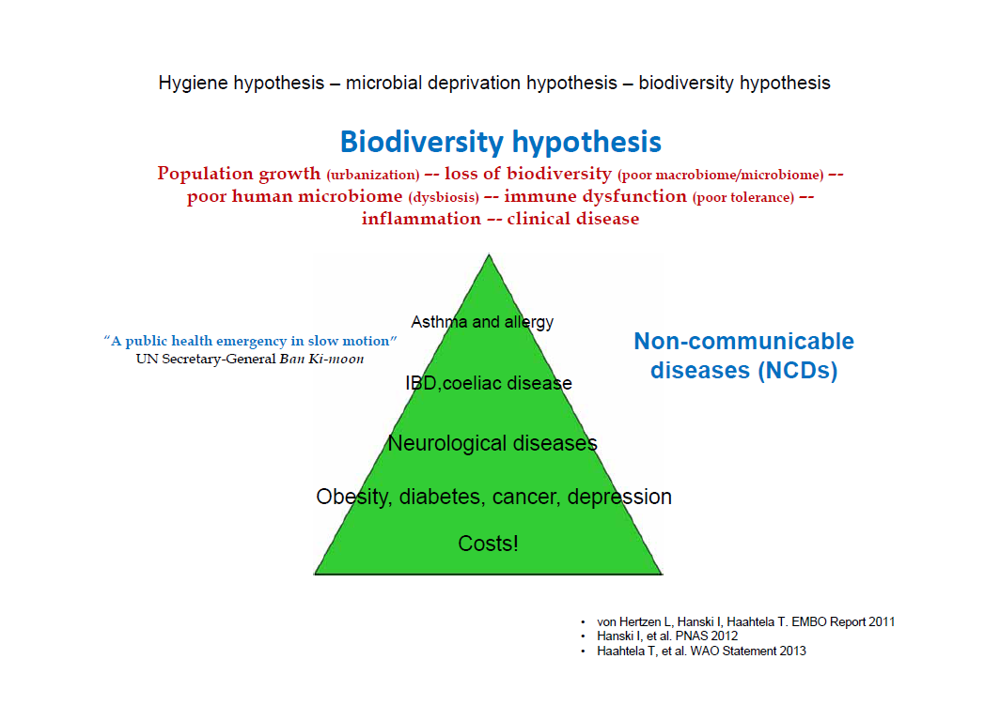 Hygiene hypothesis – microbial deprivation hypothesis – biodiversity hypothesis
Biodiversity hypothesis
Population growth (urbanization) –- loss of biodiversity (poor macrobiome/microbiome) –-
poor human microbiome (dysbiosis) –- immune dysfunction (poor tolerance) –-
inflammation –- clinical disease
Asthma and allergy
"A public health emergency in slow motion"
UN Secretary-General Ban Ki-moon
Non-communicable
diseases (NCDs)
IBD,coeliac disease
Neurological diseases
Obesity, diabetes, cancer, depression
Costs!
• von Hertzen L, Hanski I, Haahtela T. EMBO Report 2011
• Hanski I, et al. PNAS 2012
• Haahtela T, et al. WAO Statement 2013